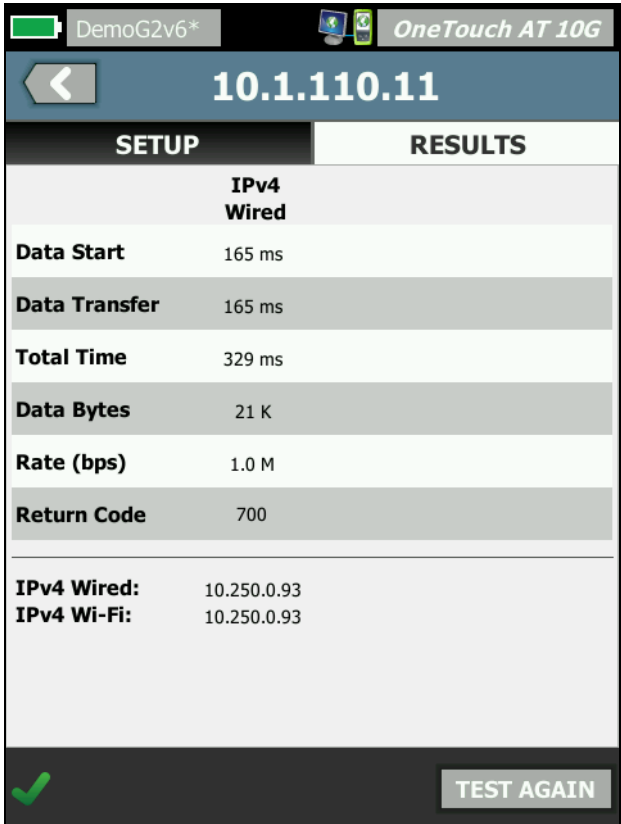 DemoG2v6* OneTouch AT 10G
10.1.110.11
SETUP RESULTS
IPv4
Wired
Data Start 165 ms
Data Transfer 165 ms
Total Time 329 ms
Data Bytes 21 K
Rate (bps) 1.0 M
Return Code 700
IPv4 Wired: 10.250.0.93
IPv4 Wi-Fi: 10.250.0.93
TEST AGAIN